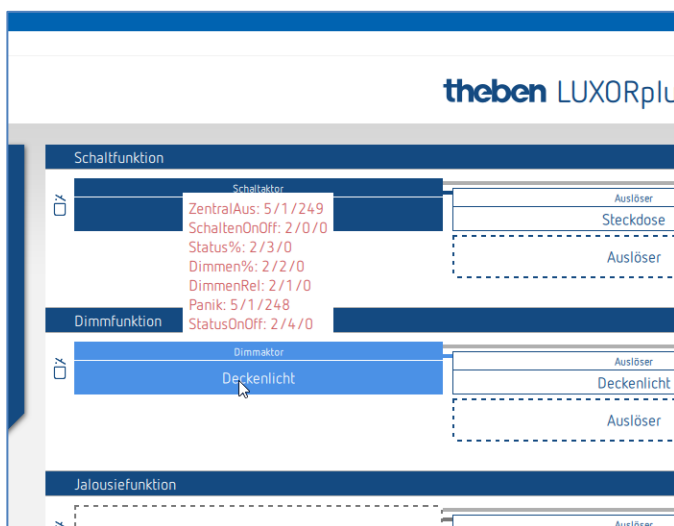 theben LUXORplu
Schaltfunktion
Schaltaktor
ZentralAus: 5/1/249
SchaltenOnOff: 2/0/0
Status%: 2/3/0
Dimmen%: 2/2/0
DimmenRel: 2/1/0
Panik: 5/1/248
StatusOnOff: 2/4/0
Auslöser
Steckdose
Auslöser
Dimmfunktion
Dimmaktor
Deckenlicht
Auslöser
Deckenlicht
Auslöser
Jalousiefunktion
Auslöser